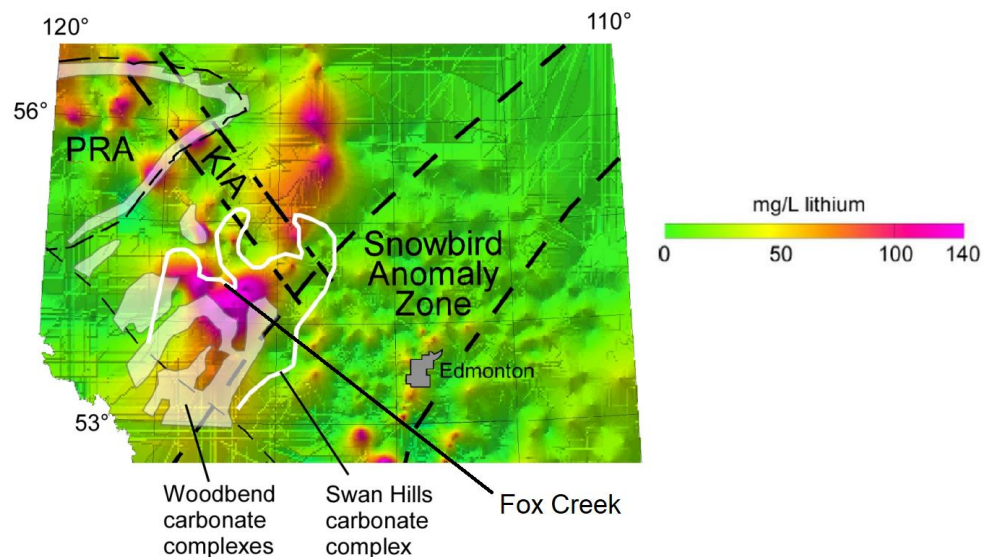 120°
110°
56°
PRA
KIA
mg/L lithium
0
50
100
140
Snowbird
Anomaly
Zone
Edmonton
53°
Woodbend
carbonate
complexes
Swan Hills
carbonate
complex
Fox Creek